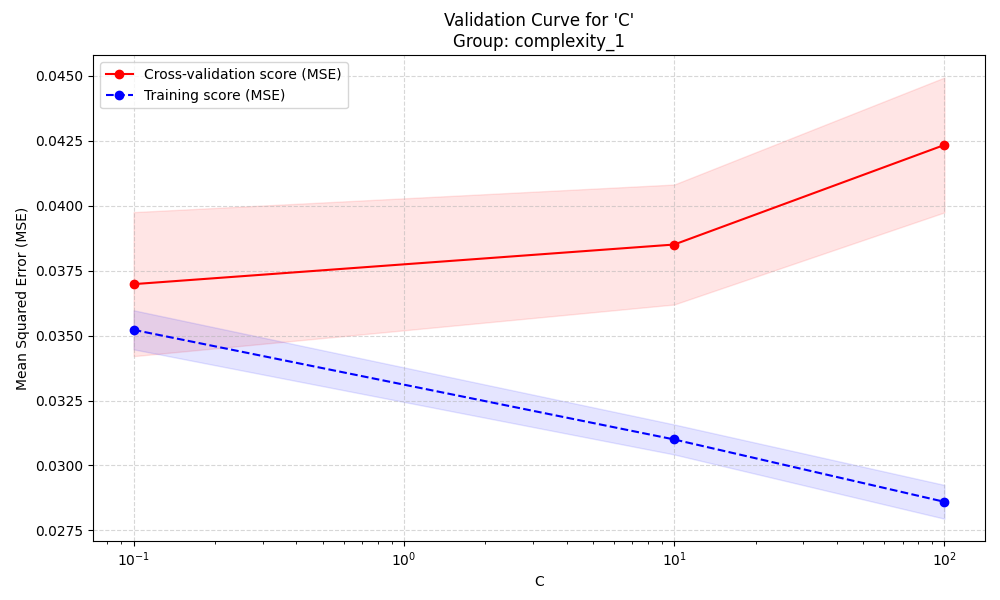 Validation Curve for 'C'
Group: complexity_1
Cross-validation score (MSE)
Training score (MSE)
Mean Squared Error (MSE)
0.0450
0.0425
0.0400
0.0375
0.0350
0.0325
0.0300
0.0275
10⁻¹
10⁰
10¹
10²
C